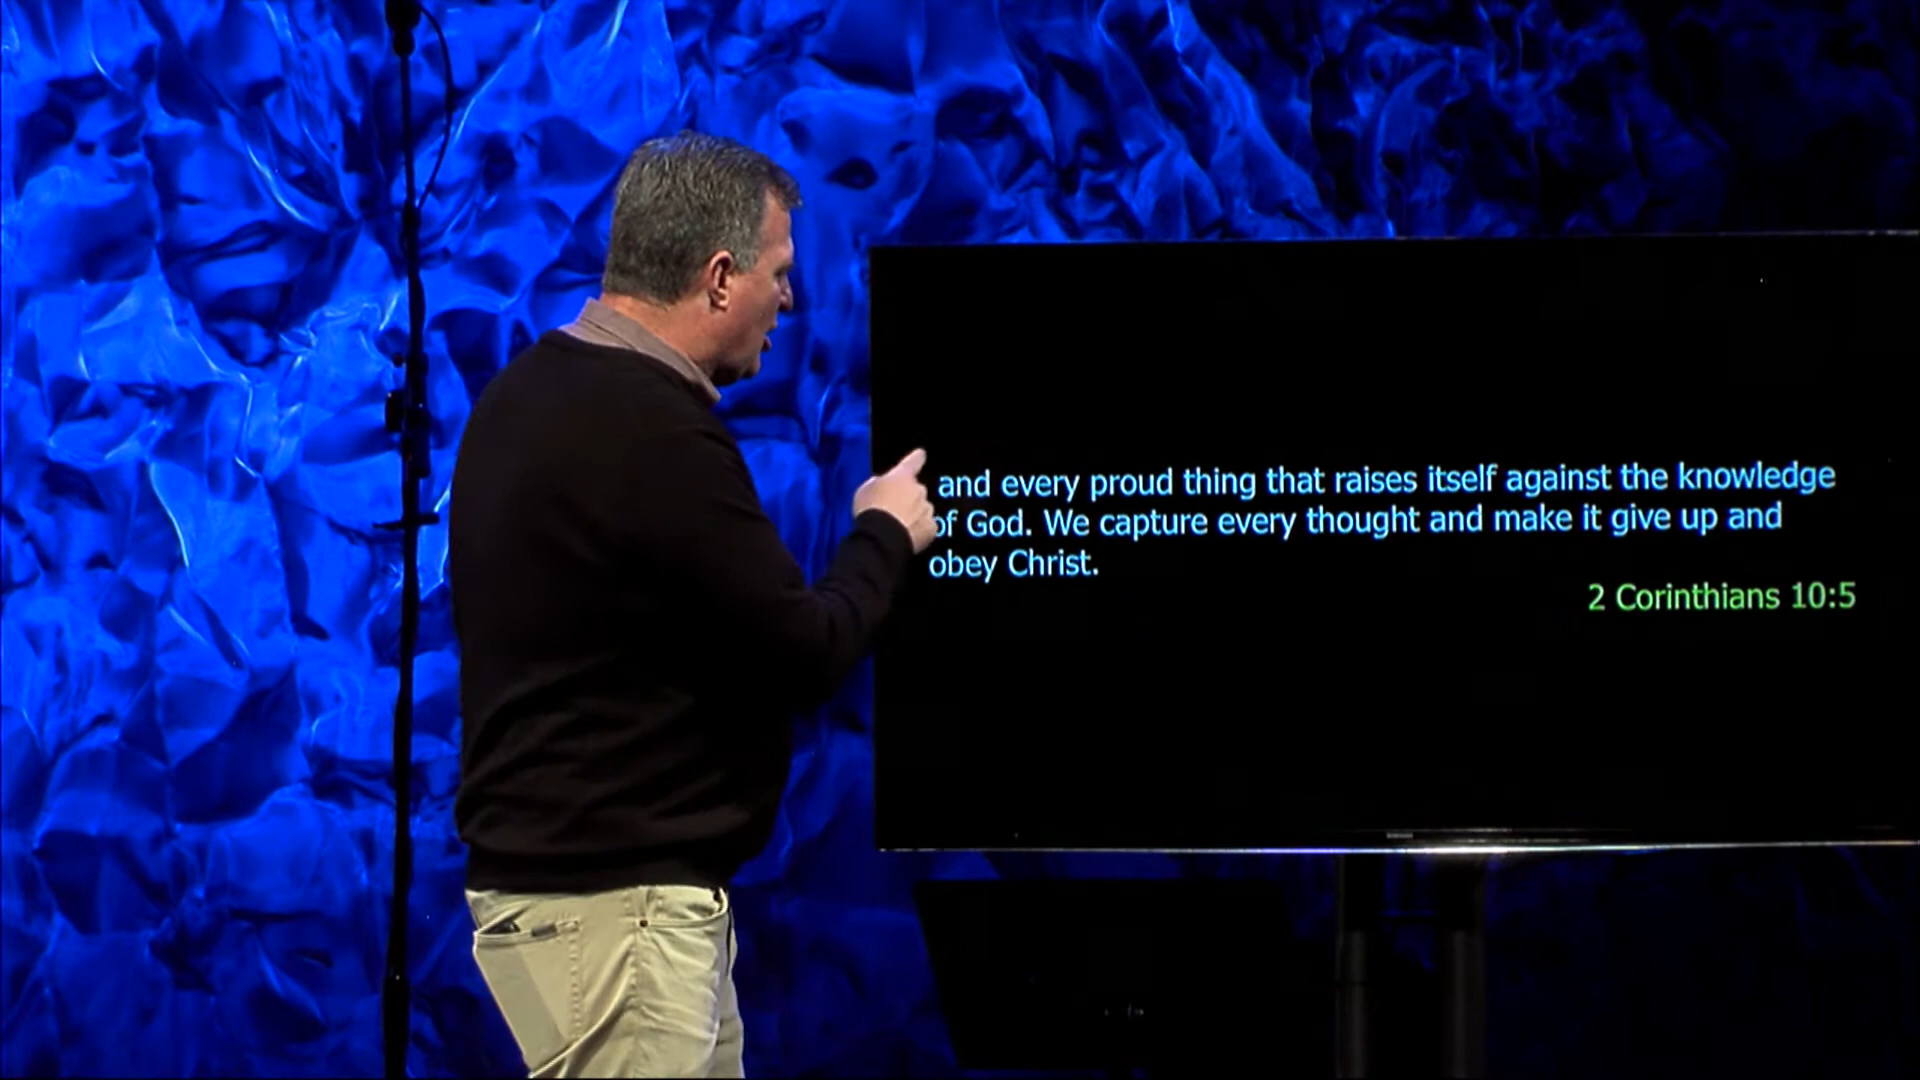 and every proud thing that raises itself against the knowledge
of God. We capture every thought and make it give up and
obey Christ.
2 Corinthians 10:5